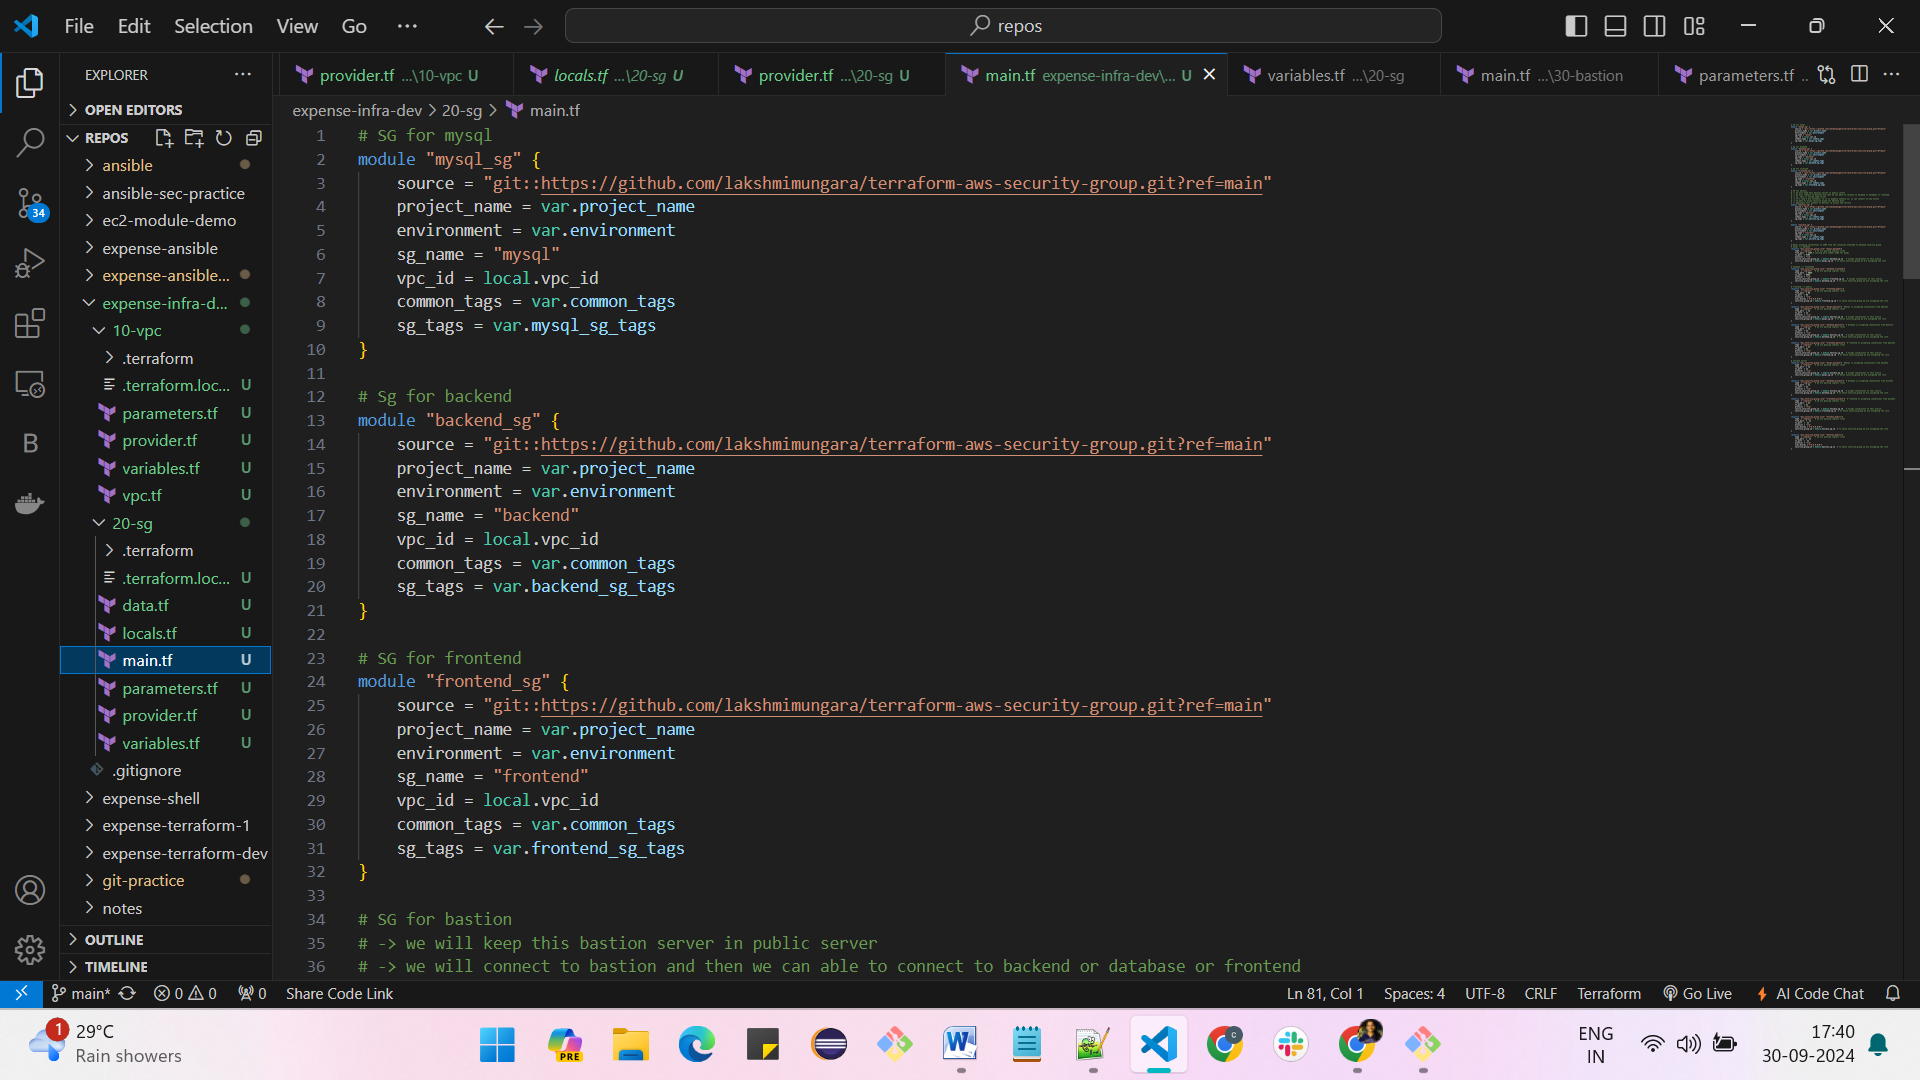 File Edit Selection View Go ··· repos
EXPLORER
provider.tf ...\10-vpc U
locals.tf ...\20-sg U
provider.tf ...\20-sg U
main.tf expense-infra-dev\... U
variables.tf ...\20-sg
main.tf ...\30-bastion
parameters.tf ..
OPEN EDITORS
REPOS
ansible
ansible-sec-practice
ec2-module-demo
expense-ansible
expense-ansible...
expense-infra-d...
10-vpc
.terraform
.terraform.loc... U
parameters.tf U
provider.tf U
variables.tf U
vpc.tf U
20-sg
.terraform
.terraform.loc... U
data.tf U
locals.tf U
main.tf U
parameters.tf U
provider.tf U
variables.tf U
.gitignore
expense-shell
expense-terraform-1
expense-terraform-dev
git-practice
notes
OUTLINE
TIMELINE
34
B
expense-infra-dev > 20-sg > main.tf
1 # SG for mysql
2 module "mysql_sg" {
3 source = "git::https://github.com/lakshmimungara/terraform-aws-security-group.git?ref=main"
4 project_name = var.project_name
5 environment = var.environment
6 sg_name = "mysql"
7 vpc_id = local.vpc_id
8 common_tags = var.common_tags
9 sg_tags = var.mysql_sg_tags
10 }
11
12 # Sg for backend
13 module "backend_sg" {
14 source = "git::https://github.com/lakshmimungara/terraform-aws-security-group.git?ref=main"
15 project_name = var.project_name
16 environment = var.environment
17 sg_name = "backend"
18 vpc_id = local.vpc_id
19 common_tags = var.common_tags
20 sg_tags = var.backend_sg_tags
21 }
22
23 # SG for frontend
24 module "frontend_sg" {
25 source = "git::https://github.com/lakshmimungara/terraform-aws-security-group.git?ref=main"
26 project_name = var.project_name
27 environment = var.environment
28 sg_name = "frontend"
29 vpc_id = local.vpc_id
30 common_tags = var.common_tags
31 sg_tags = var.frontend_sg_tags
32 }
33
34 # SG for bastion
35 # -> we will keep this bastion server in public server
36 # -> we will connect to bastion and then we can able to connect to backend or database or frontend
main* 0 0 0 Share Code Link Ln 81, Col 1 Spaces: 4 UTF-8 CRLF Terraform Go Live AI Code Chat
1
29°C
Rain showers
PRE
ENG
IN
17:40
30-09-2024